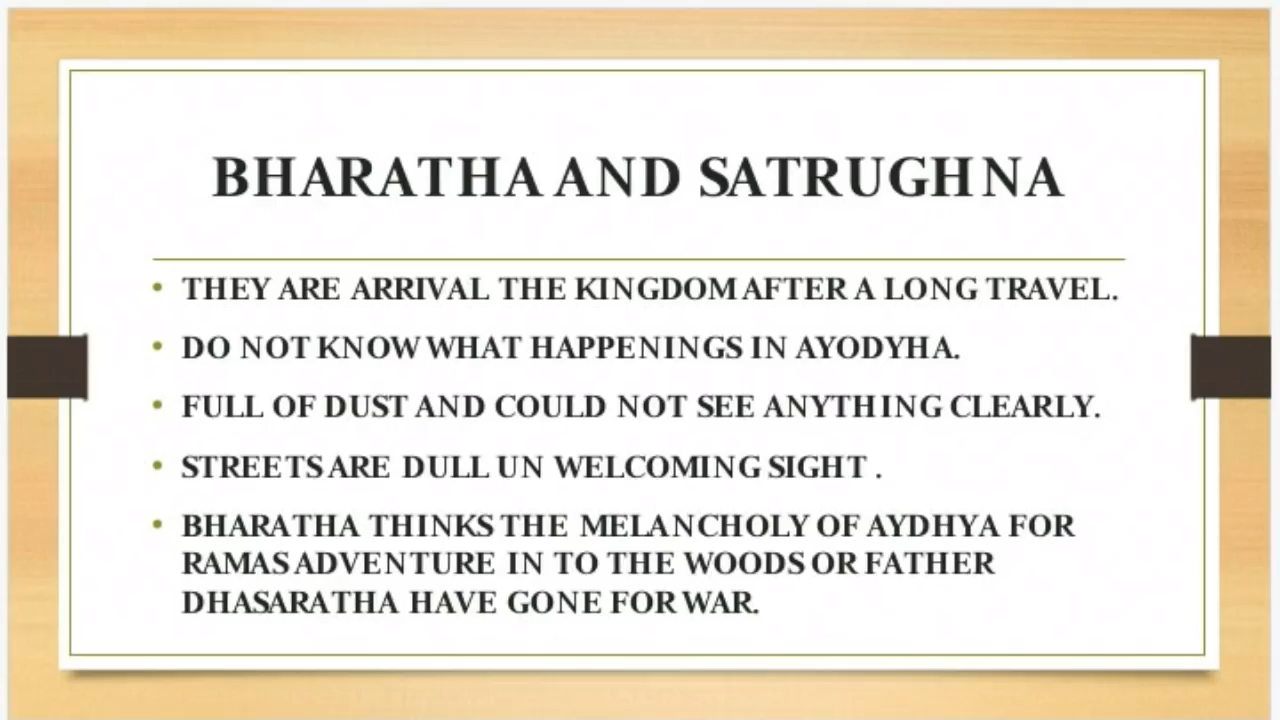 BHARATHA AND SATRUGHNA
THEY ARE ARRIVAL THE KINGDOM AFTER A LONG TRAVEL.
DO NOT KNOW WHAT HAPPENINGS IN AYODYHA.
FULL OF DUST AND COULD NOT SEE ANYTHING CLEARLY.
STREETS ARE DULL UN WELCOMING SIGHT .
BHARATHA THINKS THE MELANCHOLY OF AYDHYA FOR
RAMAS ADVENTURE IN TO THE WOODS OR FATHER
DHASARATHA HAVE GONE FOR WAR.